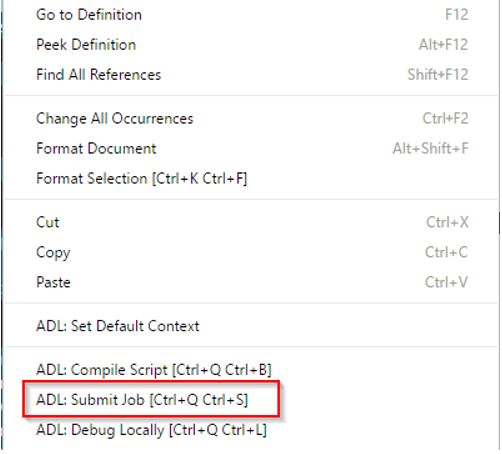 Go to Definition F12
Peek Definition Alt+F12
Find All References Shift+F12
Change All Occurrences Ctrl+F2
Format Document Alt+Shift+F
Format Selection [Ctrl+K Ctrl+F]
Cut Ctrl+X
Copy Ctrl+C
Paste Ctrl+V
ADL: Set Default Context
ADL: Compile Script [Ctrl+Q Ctrl+B]
ADL: Submit Job [Ctrl+Q Ctrl+S]
ADL: Debug Locally [Ctrl+Q Ctrl+L]